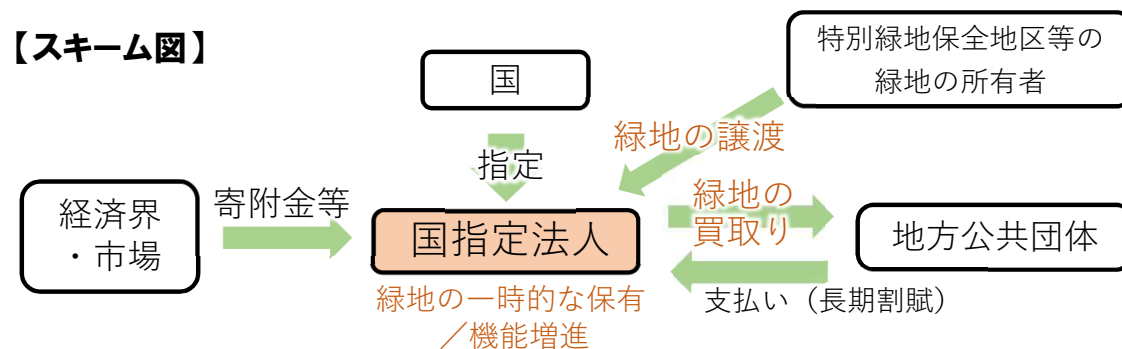 【スキーム図】
国
特別緑地保全地区等の
緑地の所有者
指定
緑地の譲渡
経済界
・市場
寄附金等
国指定法人
緑地の
買取り
地方公共団体
緑地の一時的な保有
／機能増進
支払い（長期割賦）